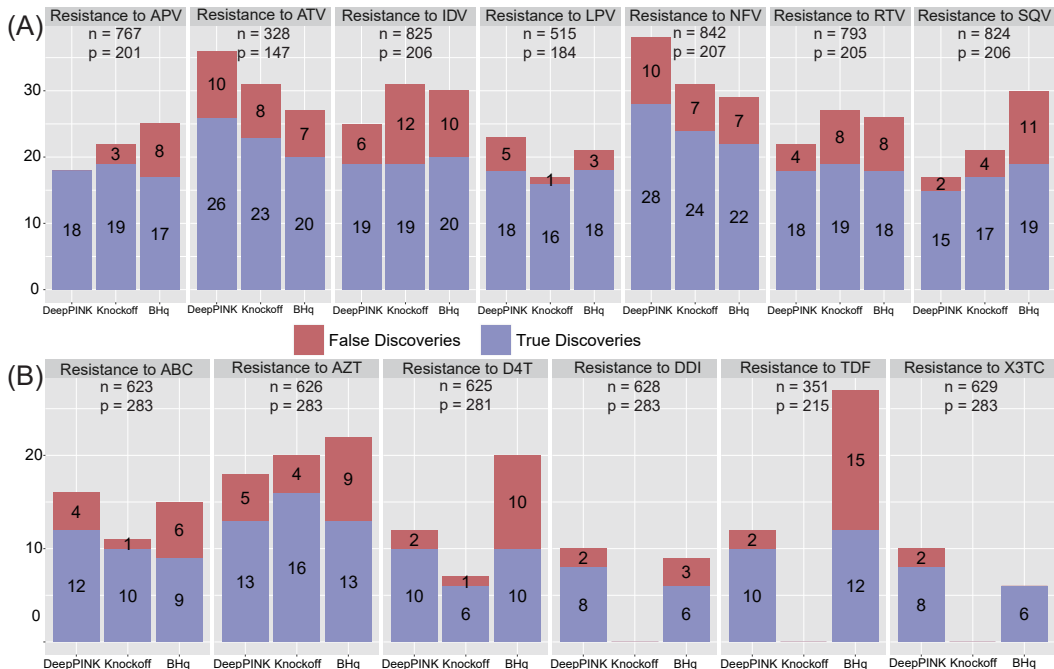 (A)
Resistance to APV
Resistance to ATV
Resistance to IDV
Resistance to LPV
Resistance to NFV
Resistance to RTV
Resistance to SQV
n = 767
p = 201
n = 328
p = 147
n = 825
p = 206
n = 515
p = 184
n = 842
p = 207
n = 793
p = 205
n = 824
p = 206
30
20
10
0
18
3
19
8
17
10
26
8
23
7
20
6
19
12
19
10
20
5
18
1
16
3
18
10
28
7
24
7
22
4
18
8
19
8
18
2
15
4
17
11
19
DeepPINK Knockoff BHq
DeepPINK Knockoff BHq
DeepPINK Knockoff BHq
DeepPINK Knockoff BHq
DeepPINK Knockoff BHq
DeepPINK Knockoff BHq
DeepPINK Knockoff BHq
False Discoveries
True Discoveries
(B)
Resistance to ABC
Resistance to AZT
Resistance to D4T
Resistance to DDI
Resistance to TDF
Resistance to X3TC
n = 623
p = 283
n = 626
p = 283
n = 625
p = 281
n = 628
p = 283
n = 351
p = 215
n = 629
p = 283
20
10
0
4
12
1
10
6
9
5
13
4
16
9
13
2
10
1
6
10
10
2
8
3
6
2
10
15
12
2
8
6
DeepPINK Knockoff BHq
DeepPINK Knockoff BHq
DeepPINK Knockoff BHq
DeepPINK Knockoff BHq
DeepPINK Knockoff BHq
DeepPINK Knockoff BHq